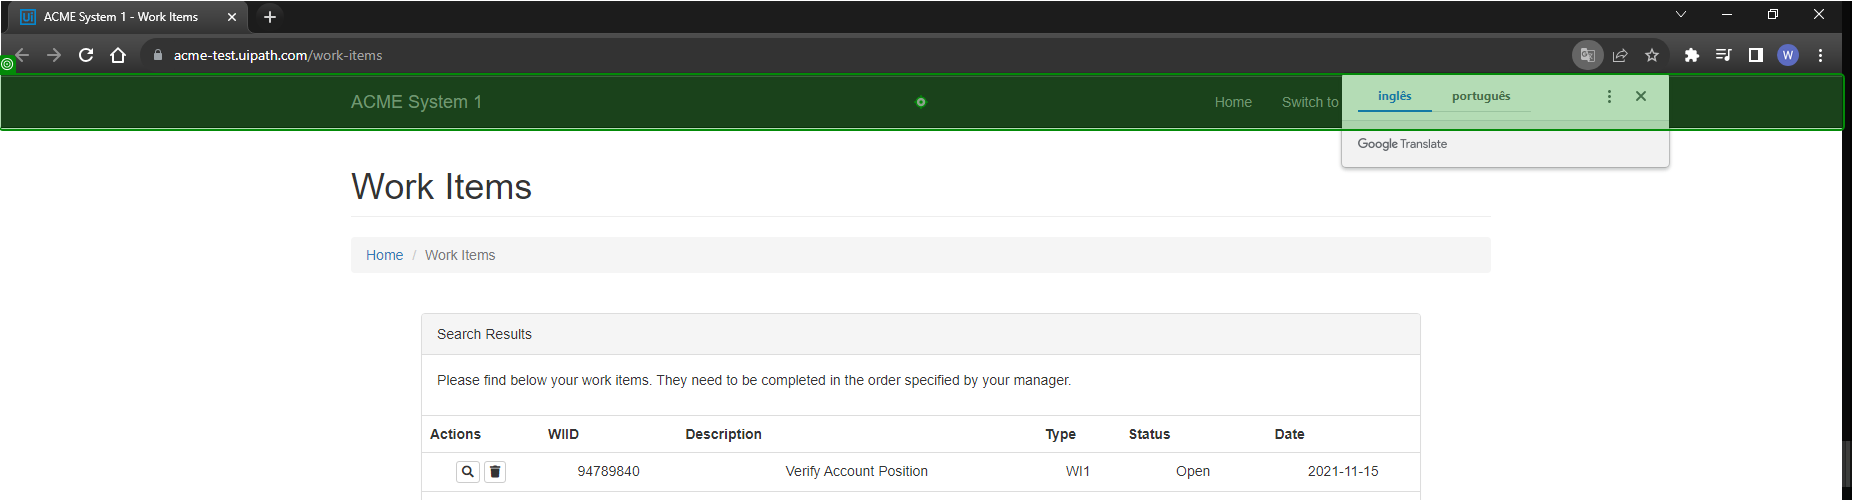 ACME System 1 - Work Items
acme-test.uipath.com/work-items
W
ACME System 1
Home
Switch to
inglês
português
Google Translate
Work Items
Home / Work Items
Search Results
Please find below your work items. They need to be completed in the order specified by your manager.
Actions WIID Description Type Status Date
94789840 Verify Account Position WI1 Open 2021-11-15